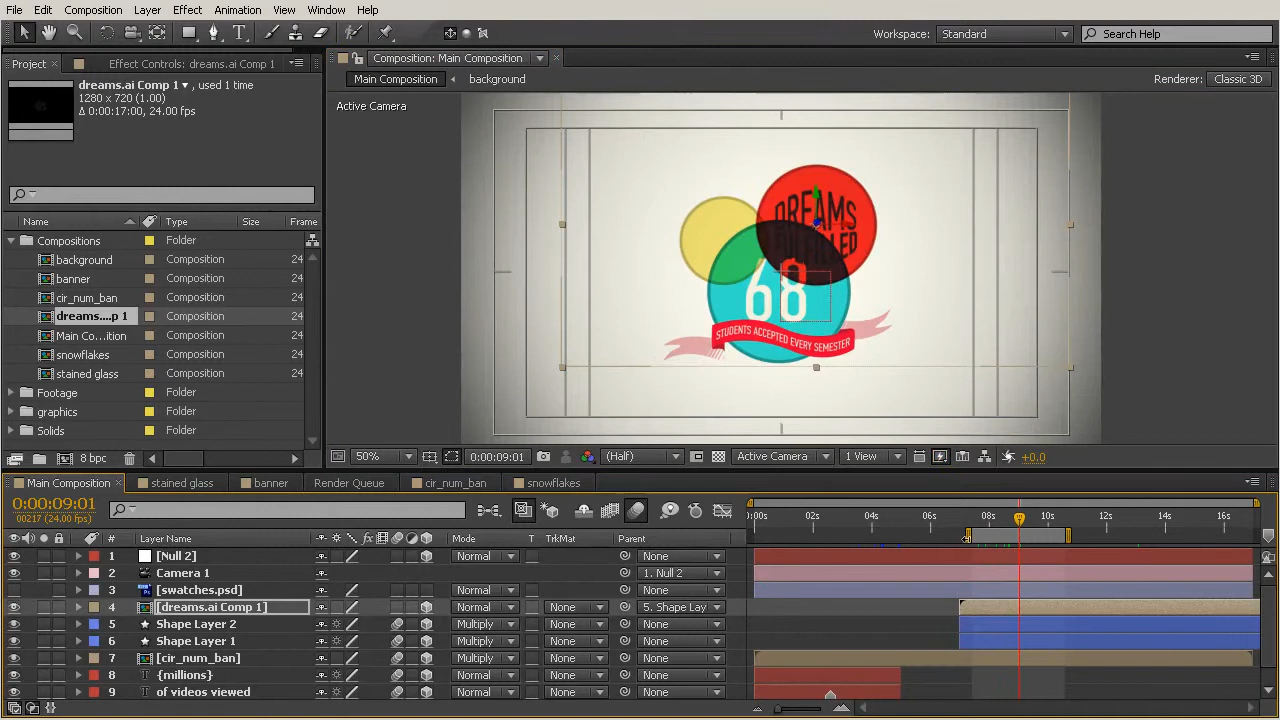 File Edit Composition Layer Effect Animation View Window Help
Workspace: Standard Search Help
Project Effect Controls: dreams.ai Comp 1 Composition: Main Composition
dreams.ai Comp 1 , used 1 time
1280 x 720 (1.00)
Δ 0:00:17:00, 24.00 fps
Main Composition background Renderer: Classic 3D
Active Camera
DREAMS
FULFILLED
68
STUDENTS ACCEPTED EVERY SEMESTER
Name Type Size Frame
Compositions Folder
background Composition 24
banner Composition 24
cir_num_ban Composition 24
dreams....p 1 Composition 24
Main Co...ition Composition 24
snowflakes Composition 24
stained glass Composition 24
Footage Folder
graphics Folder
Solids Folder
8 bpc 50% 0:00:09:01 (Half) Active Camera 1 View +0.0
Main Composition stained glass banner Render Queue cir_num_ban snowflakes
0:00:09:01
00217 (24.00 fps)
0:00s 02s 04s 06s 08s 10s 12s 14s 16s
# Layer Name Mode T TrkMat Parent
1 [Null 2] Normal None
2 Camera 1 1. Null 2
3 [swatches.psd] Normal None
4 [dreams.ai Comp 1] Normal None 5. Shape Lay
5 Shape Layer 2 Multiply None None
6 Shape Layer 1 Multiply None None
7 [cir_num_ban] Multiply None None
8 {millions} Normal None None
9 of videos viewed Normal None None